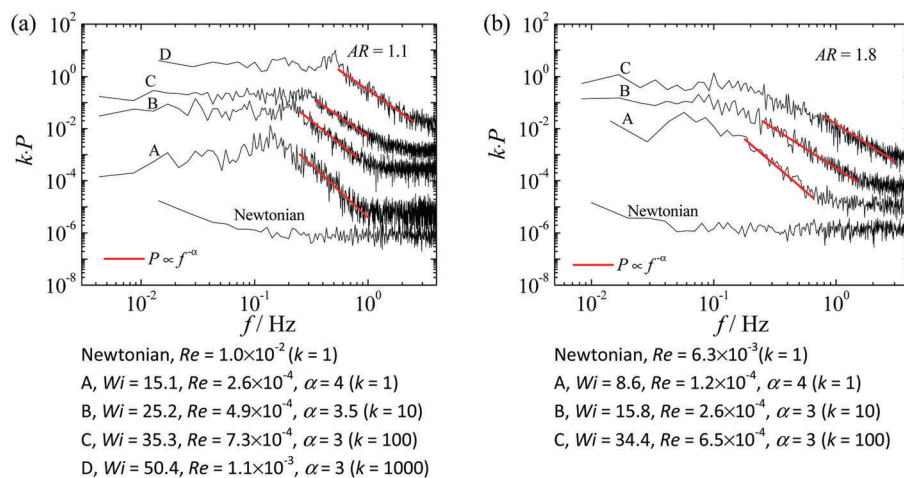 (a)
AR = 1.1
k·P
10²
10⁰
10⁻²
10⁻⁴
10⁻⁶
10⁻⁸
D
C
B
A
Newtonian
P ∝ f^-α
10⁻² 10⁻¹ 10⁰
f / Hz
Newtonian, Re = 1.0×10⁻² (k = 1)
A, Wi = 15.1, Re = 2.6×10⁻⁴, α = 4 (k = 1)
B, Wi = 25.2, Re = 4.9×10⁻⁴, α = 3.5 (k = 10)
C, Wi = 35.3, Re = 7.3×10⁻⁴, α = 3 (k = 100)
D, Wi = 50.4, Re = 1.1×10⁻³, α = 3 (k = 1000)
(b)
AR = 1.8
k·P
10²
10⁰
10⁻²
10⁻⁴
10⁻⁶
10⁻⁸
C
B
A
Newtonian
P ∝ f^-α
10⁻² 10⁻¹ 10⁰
f / Hz
Newtonian, Re = 6.3×10⁻³(k = 1)
A, Wi = 8.6, Re = 1.2×10⁻⁴, α = 4 (k = 1)
B, Wi = 15.8, Re = 2.6×10⁻⁴, α = 3 (k = 10)
C, Wi = 34.4, Re = 6.5×10⁻⁴, α = 3 (k = 100)